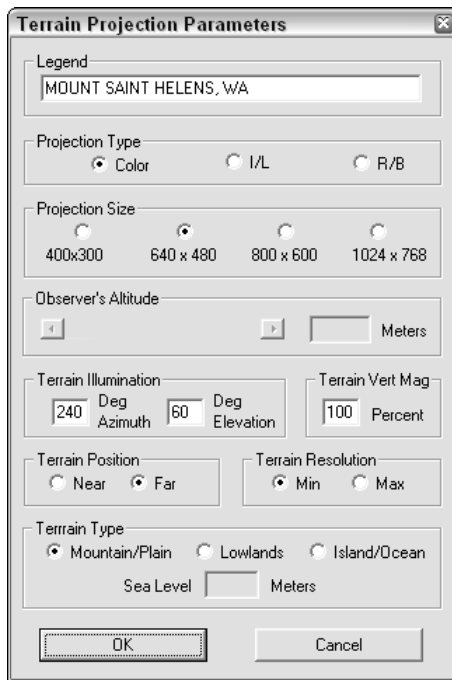 Terrain Projection Parameters
Legend
MOUNT SAINT HELENS, WA
Projection Type
Color I/L R/B
Projection Size
400x300 640 x 480 800 x 600 1024 x 768
Observer's Altitude
Meters
Terrain Illumination Terrain Vert Mag
240 Deg Azimuth 60 Deg Elevation 100 Percent
Terrain Position Terrain Resolution
Near Far Min Max
Terrrain Type
Mountain/Plain Lowlands Island/Ocean
Sea Level Meters
OK Cancel